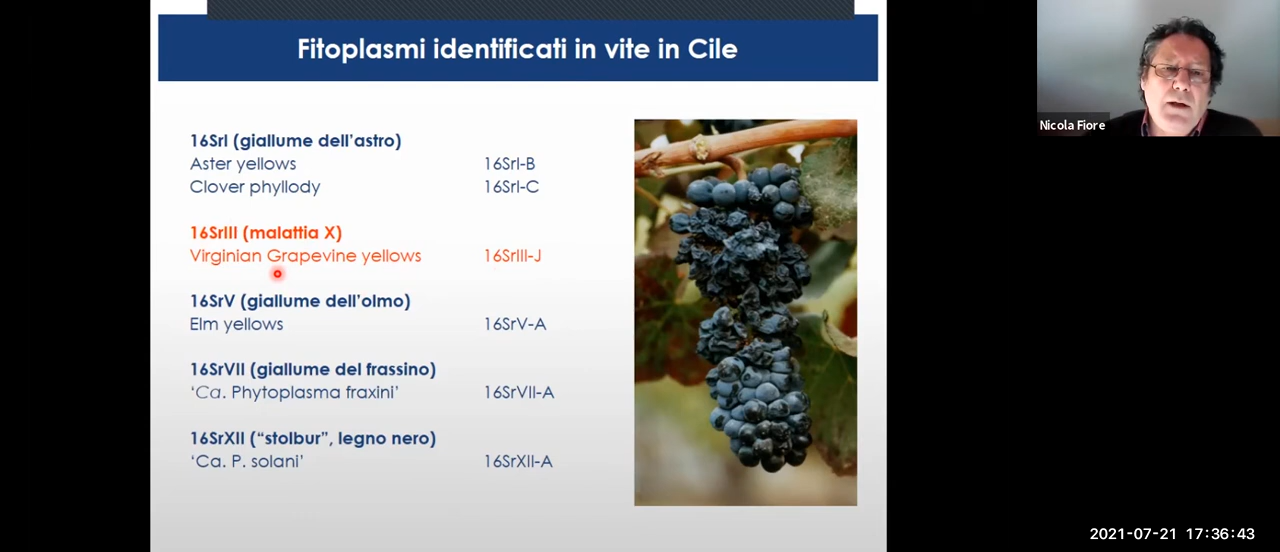 Fitoplasmi identificati in vite in Cile
16SrI (giallume dell'astro)
Aster yellows 16SrI-B
Clover phyllody 16SrI-C
16SrIII (malattia X)
Virginian Grapevine yellows 16SrIII-J
16SrV (giallume dell'olmo)
Elm yellows 16SrV-A
16SrVII (giallume del frassino)
'Ca. Phytoplasma fraxini' 16SrVII-A
16SrXII ("stolbur", legno nero)
'Ca. P. solani' 16SrXII-A
Nicola Fiore
2021-07-21 17:36:43